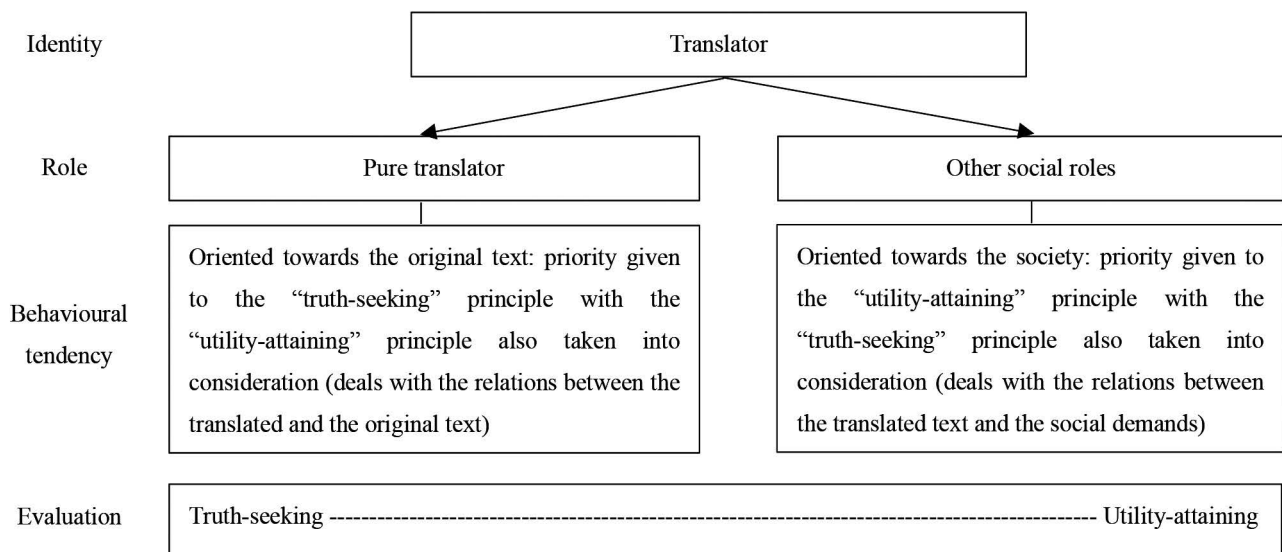 Identity
Translator
Role
Pure translator
Other social roles
Behavioural
tendency
Oriented towards the original text: priority given
to the “truth-seeking” principle with the
“utility-attaining” principle also taken into
consideration (deals with the relations between the
translated and the original text)
Oriented towards the society: priority given to
the “utility-attaining” principle with the
“truth-seeking” principle also taken into
consideration (deals with the relations between
the translated text and the social demands)
Evaluation
Truth-seeking ------------------------------------------------------------------------------------------------ Utility-attaining